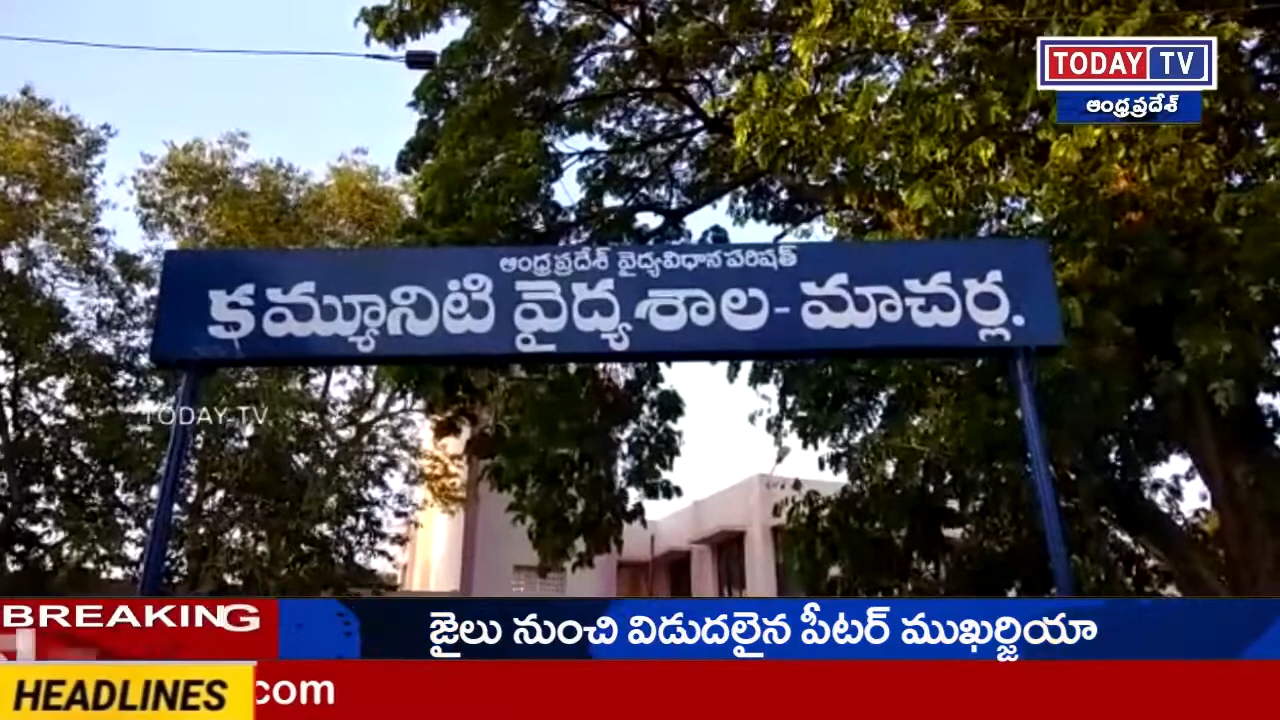 TODAY TV
ఆంధ్రప్రదేశ్
ఆంధ్రప్రదేశ్ వైద్యవిధాన పరిషత్
కమ్యూనిటి వైద్యశాల - మాచర్ల.
TODAY TV
BREAKING
జైలు నుంచి విడుదలైన పీటర్ ముఖర్జియా
HEADLINES
com